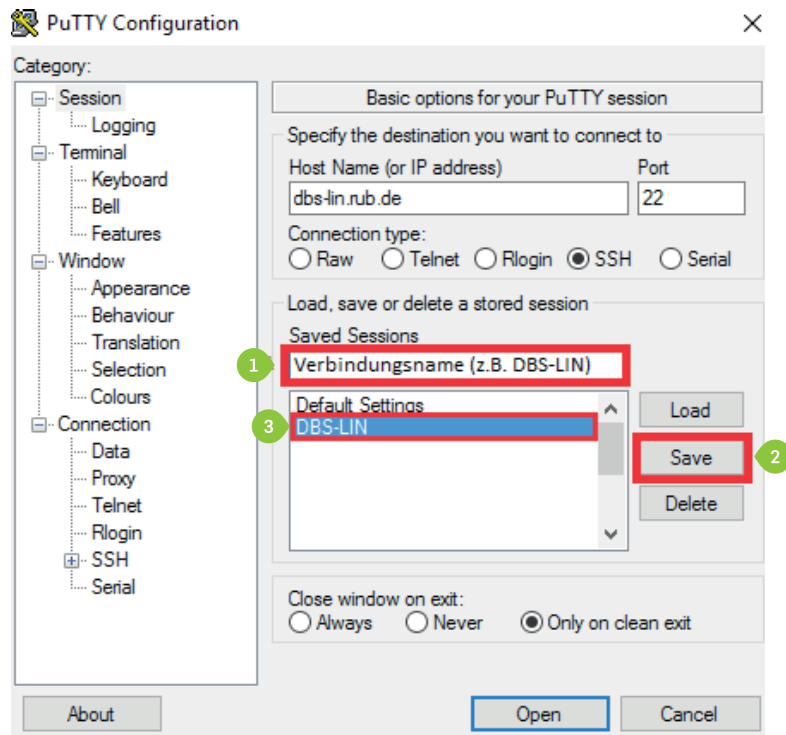 PuTTY Configuration
Category:
Session
Logging
Terminal
Keyboard
Bell
Features
Window
Appearance
Behaviour
Translation
Selection
Colours
Connection
Data
Proxy
Telnet
Rlogin
SSH
Serial
Basic options for your PuTTY session
Specify the destination you want to connect to
Host Name (or IP address) Port
dbs-lin.rub.de 22
Connection type:
Raw Telnet Rlogin SSH Serial
Load, save or delete a stored session
Saved Sessions
1 Verbindungsname (z.B. DBS-LIN)
Default Settings
3 DBS-LIN
Load
Save 2
Delete
Close window on exit:
Always Never Only on clean exit
About Open Cancel